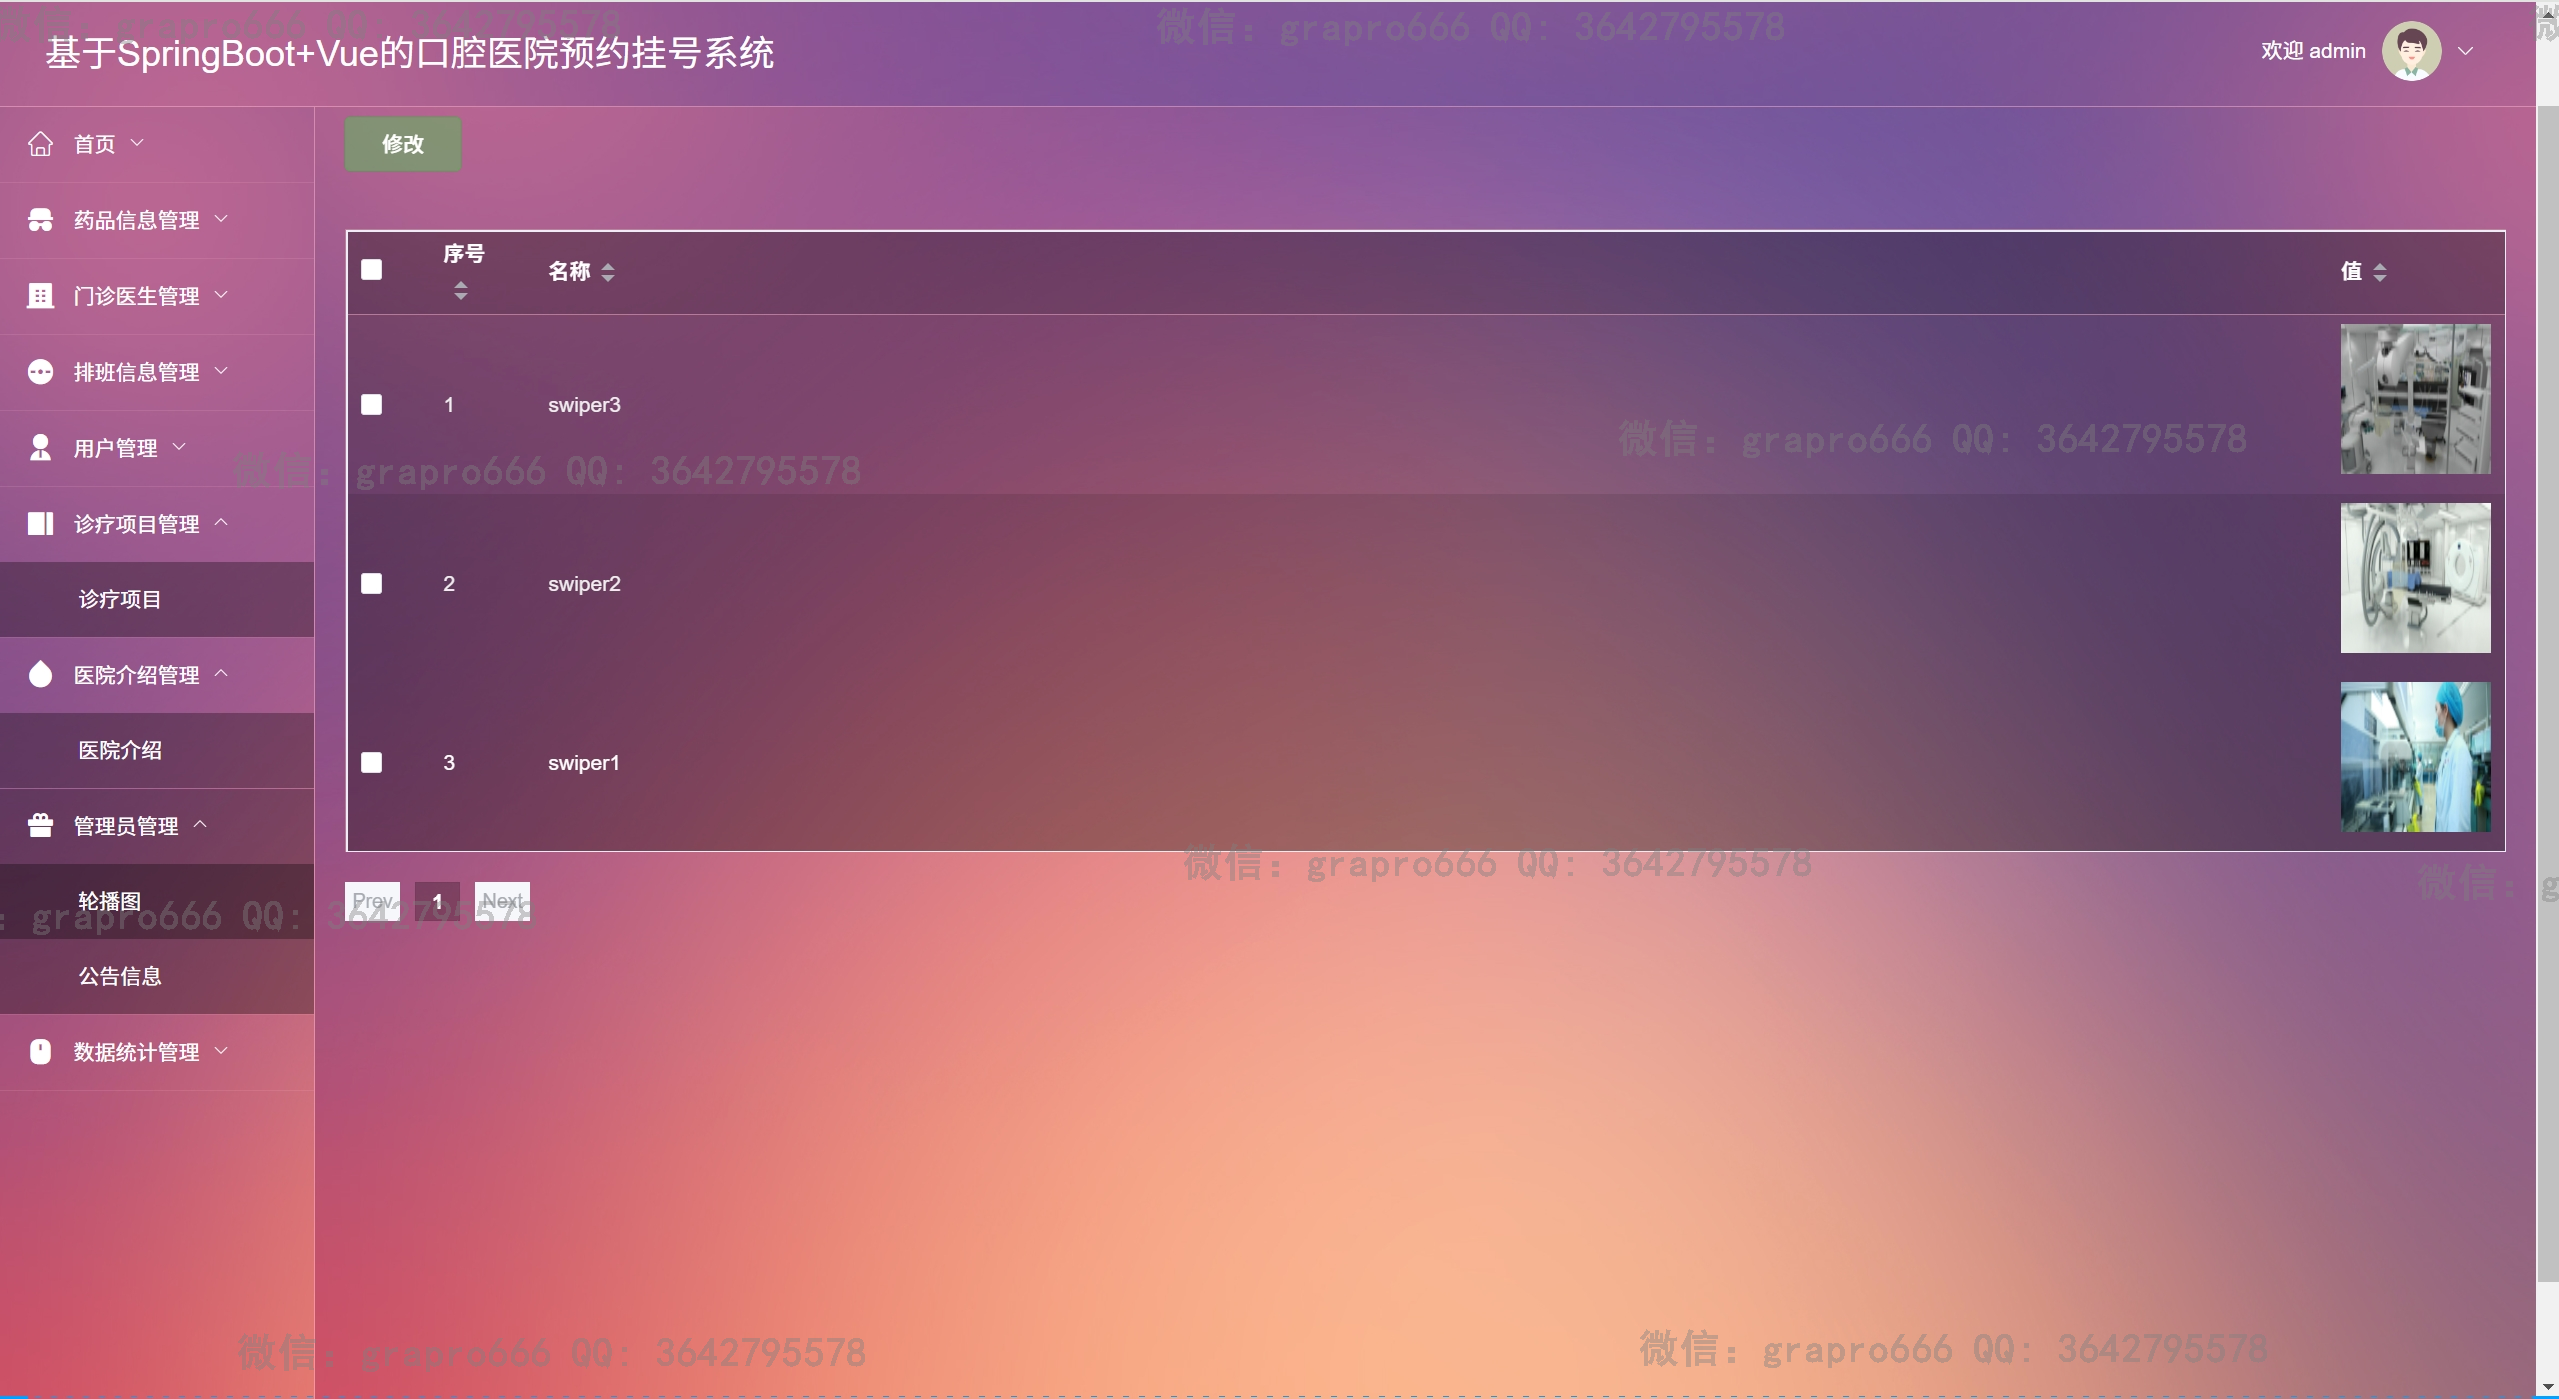 微信: grapro666 QQ: 3642795578
微信: grapro666 QQ: 3642795578
基于SpringBoot+Vue的口腔医院预约挂号系统
欢迎 admin
首页
修改
药品信息管理
门诊医生管理
排班信息管理
用户管理
诊疗项目管理
诊疗项目
医院介绍管理
医院介绍
管理员管理
轮播图
公告信息
数据统计管理
序号 名称 值
1 swiper3
微信: grapro666 QQ: 3642795578
微信: grapro666 QQ: 3642795578
2 swiper2
3 swiper1
微信: grapro666 QQ: 3642795578
微信: g
Prev 1 Next
: grapro666 QQ: 3642795578
微信: grapro666 QQ: 3642795578
微信: grapro666 QQ: 3642795578